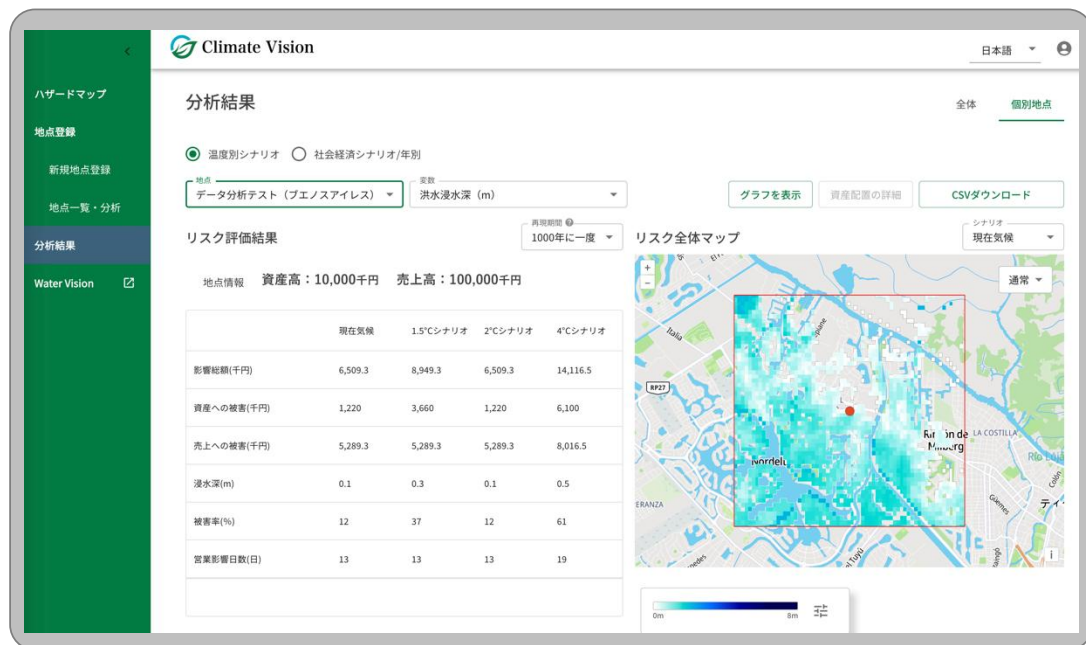 Climate Vision
日本語
ハザードマップ
地点登録
新規地点登録
地点一覧・分析
分析結果
Water Vision
分析結果
全体 個別地点
温度別シナリオ 社会経済シナリオ/年別
地点
データ分析テスト（ブエノスアイレス）
変数
洪水浸水深（m）
グラフを表示 資産配置の詳細 CSVダウンロード
リスク評価結果
再現期間
1000年に一度
地点情報 資産高：10,000千円 売上高：100,000千円
現在気候 1.5℃シナリオ 2℃シナリオ 4℃シナリオ
影響総額(千円) 6,509.3 8,949.3 6,509.3 14,116.5
資産への被害(千円) 1,220 3,660 1,220 6,100
売上への被害(千円) 5,289.3 5,289.3 5,289.3 8,016.5
浸水深(m) 0.1 0.3 0.1 0.5
被害率(%) 12 37 12 61
営業影響日数(日) 13 13 13 19
リスク全体マップ
シナリオ
現在気候
+
−
通常
Italia
RP27
LA COSTILLA
Nordelt
ERANZA
Colón
Güemes
ティ
i
0m 8m